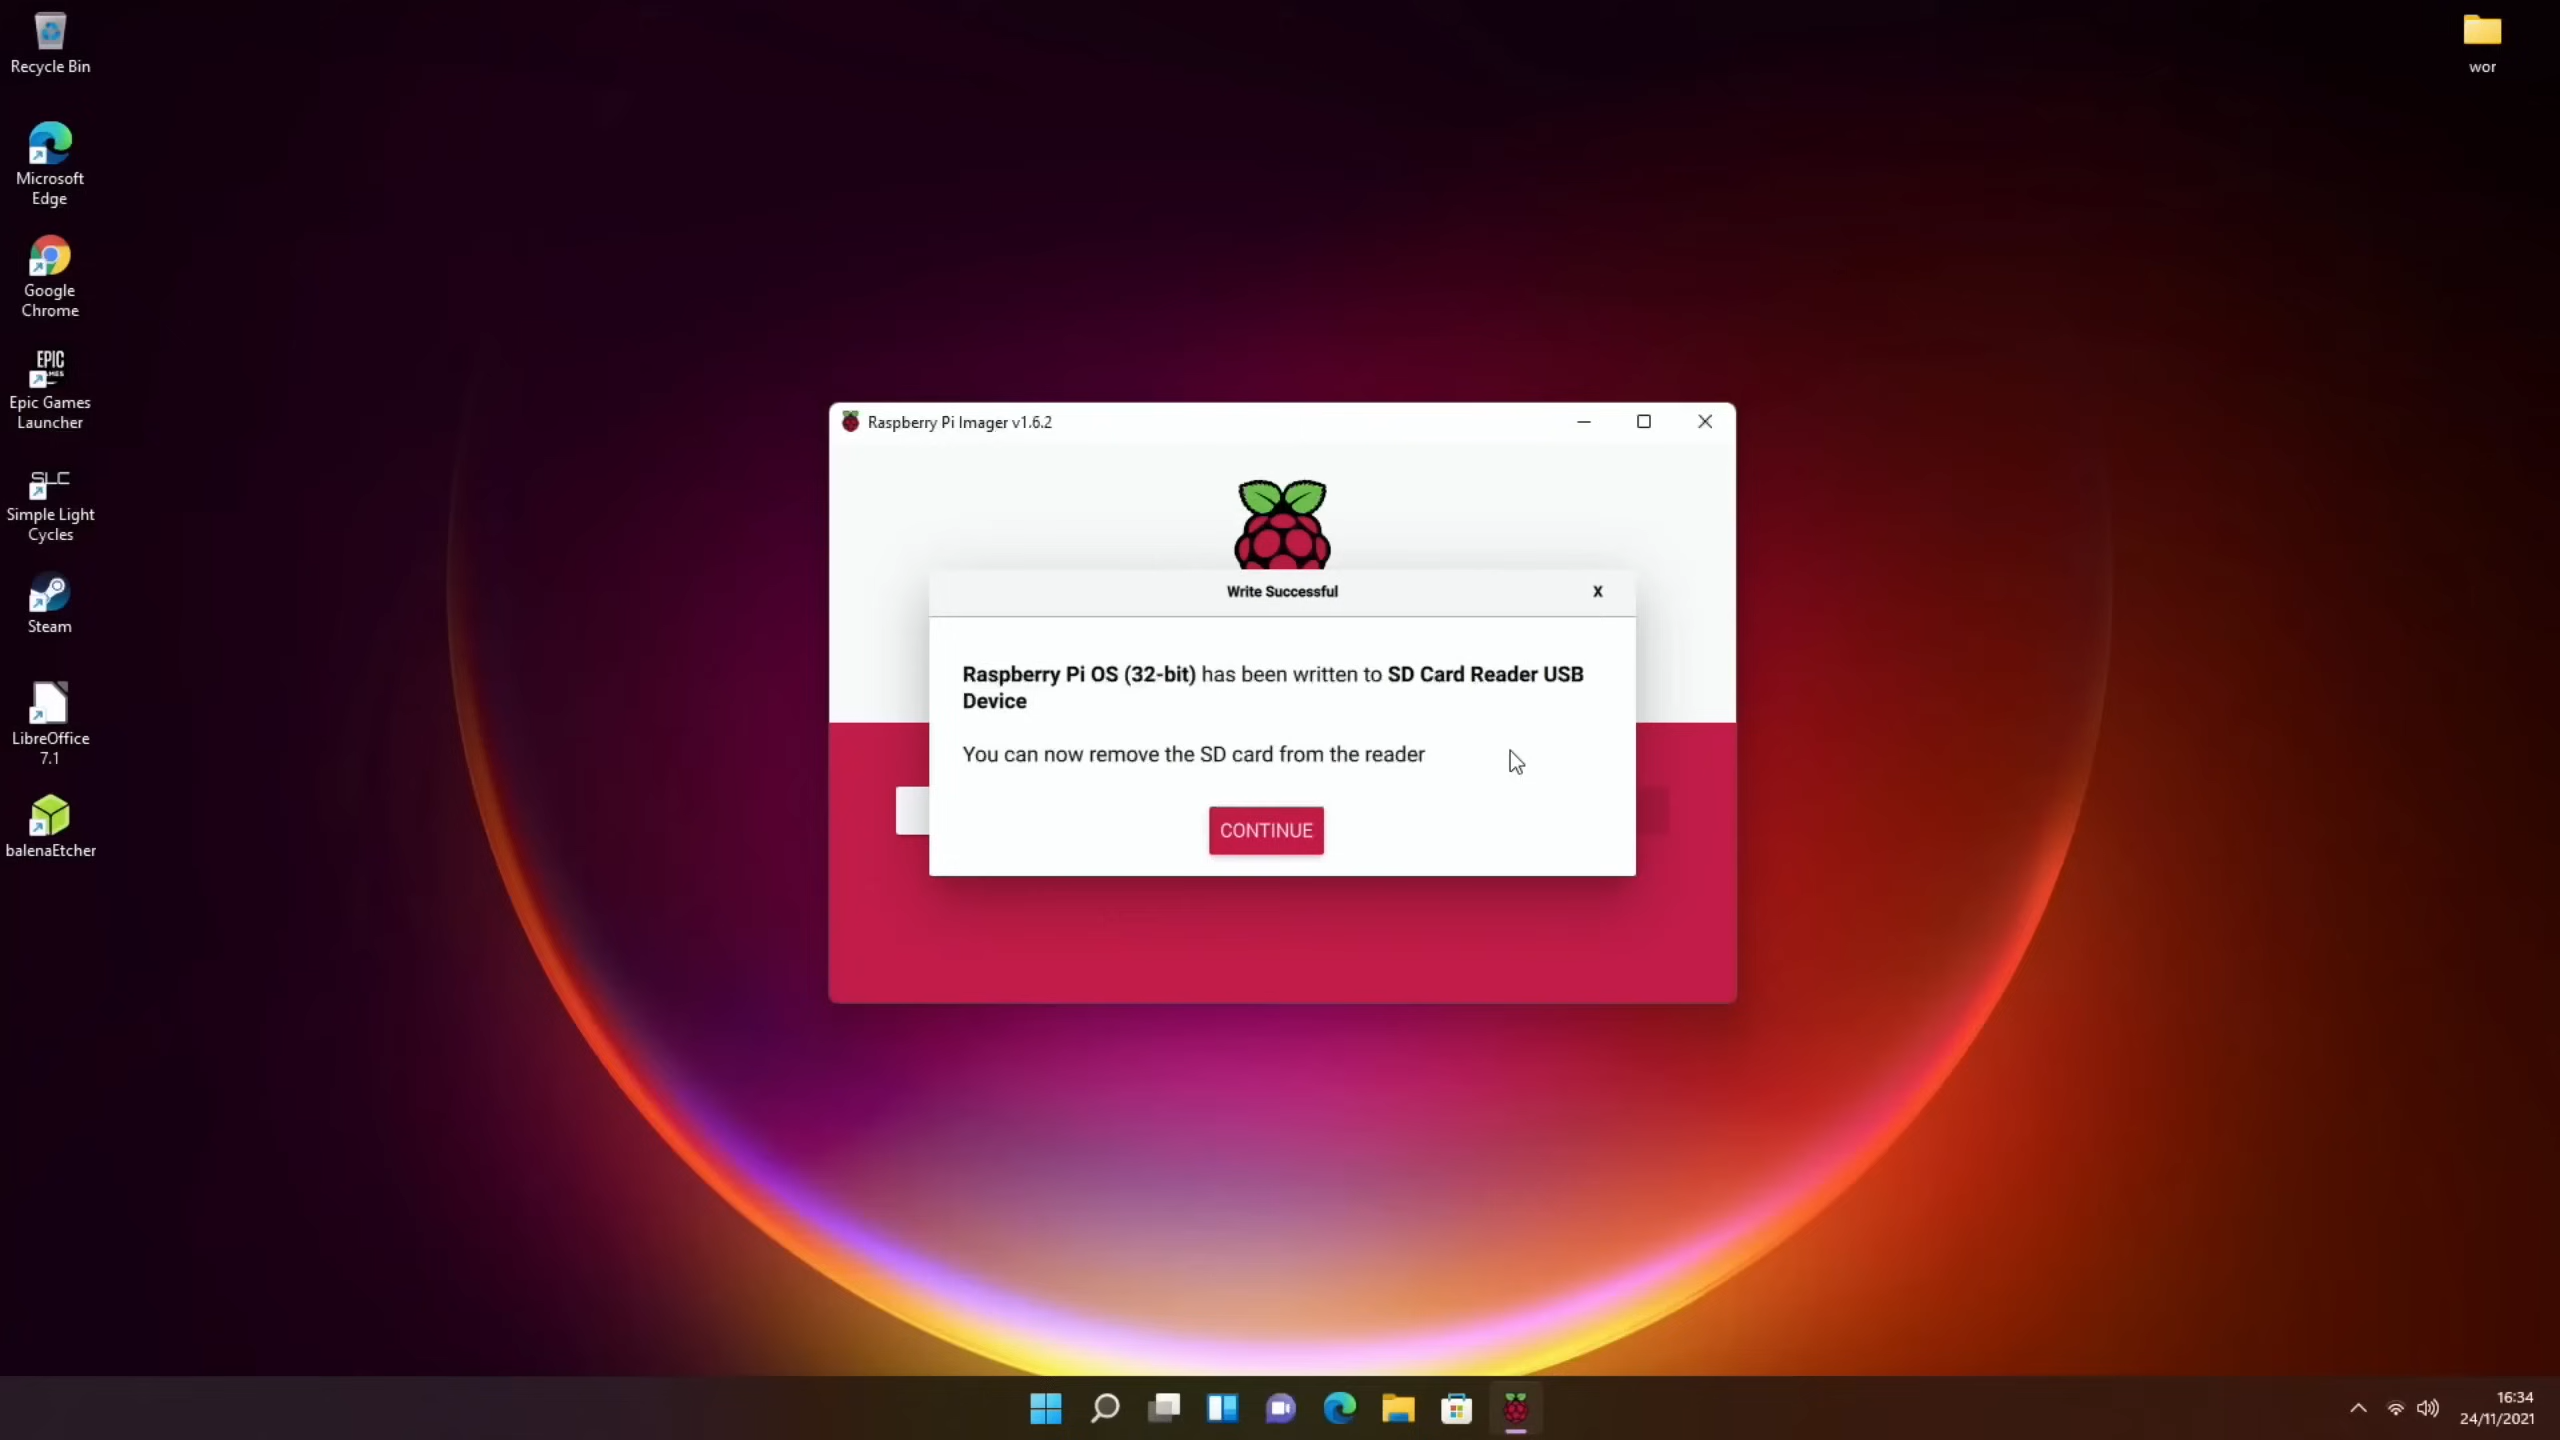 Recycle Bin
wor
Microsoft
Edge
Google
Chrome
EPIC
Epic Games
Launcher
SLC
Simple Light
Cycles
Steam
LibreOffice
7.1
balenaEtcher
Raspberry Pi Imager v1.6.2
Write Successful
X
Raspberry Pi OS (32-bit) has been written to SD Card Reader USB
Device
You can now remove the SD card from the reader
CONTINUE
16:34
24/11/2021